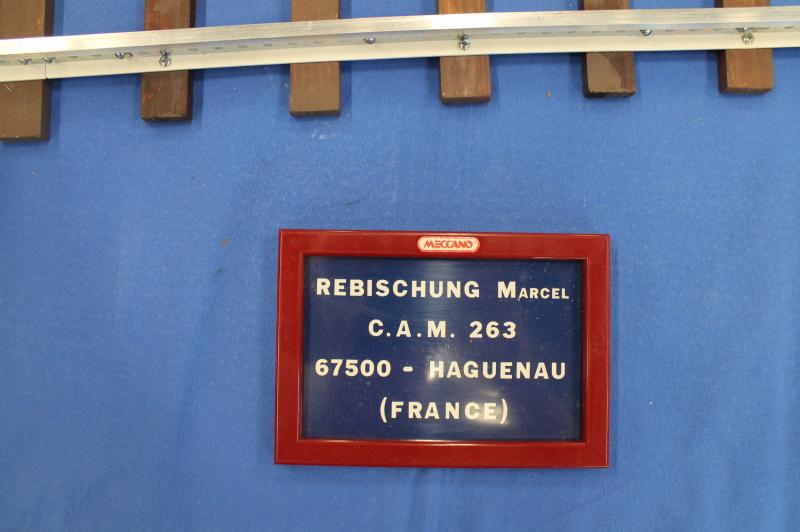 MECCANO
REBISCHUNG MARCEL
C.A.M. 263
67500 - HAGUENAU
(FRANCE)